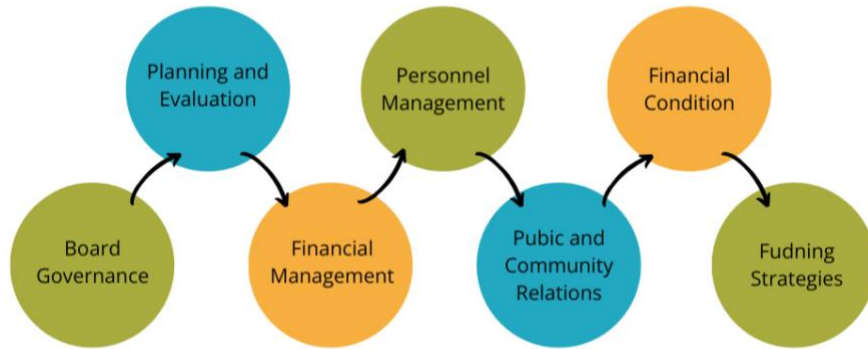 Board
Governance
Planning and
Evaluation
Financial
Management
Personnel
Management
Pubic and
Community
Relations
Financial
Condition
Fudning
Strategies